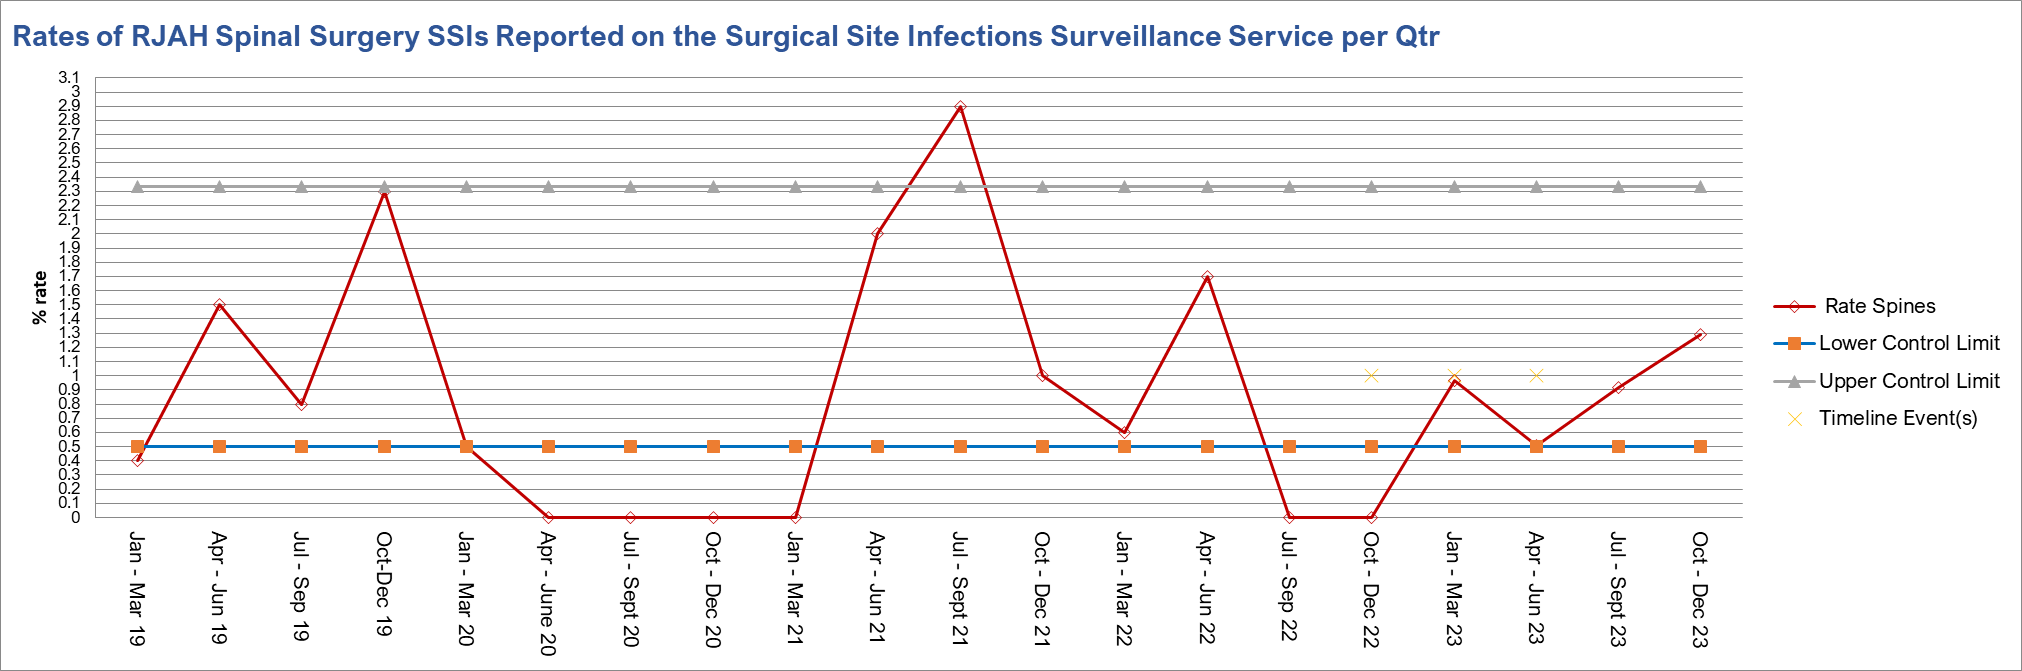 Rates of RJAH Spinal Surgery SSIs Reported on the Surgical Site Infections Surveillance Service per Qtr
3.1
3
2.9
2.8
2.7
2.6
2.5
2.4
2.3
2.2
2.1
2
1.9
1.8
1.7
1.6
1.5
1.4
1.3
1.2
1.1
1
0.9
0.8
0.7
0.6
0.5
0.4
0.3
0.2
0.1
0
% rate
Jan - Mar 19
Apr - Jun 19
Jul - Sep 19
Oct-Dec 19
Jan - Mar 20
Apr - June 20
Jul - Sept 20
Oct - Dec 20
Jan - Mar 21
Apr - Jun 21
Jul - Sept 21
Oct - Dec 21
Jan - Mar 22
Apr - Jun 22
Jul - Sep 22
Oct - Dec 22
Jan - Mar 23
Apr - Jun 23
Jul - Sept 23
Oct - Dec 23
Rate Spines
Lower Control Limit
Upper Control Limit
Timeline Event(s)